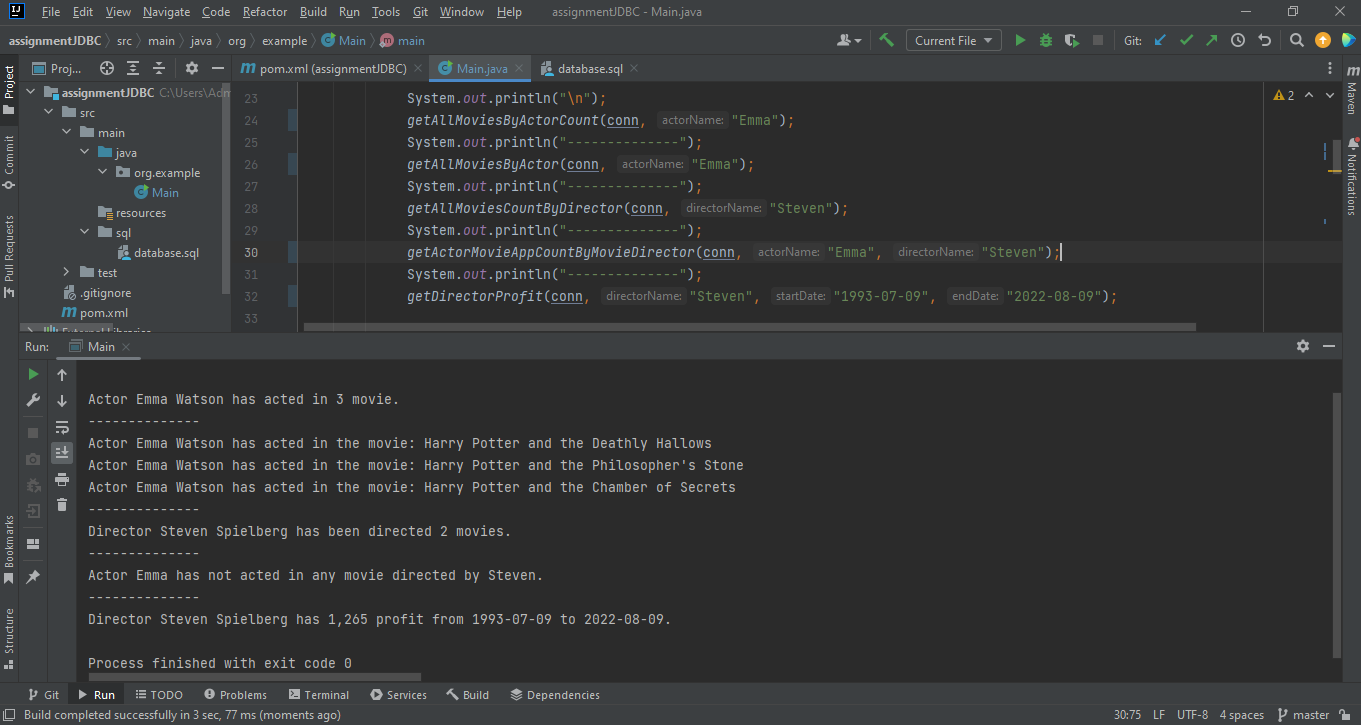 File Edit View Navigate Code Refactor Build Run Tools Git Window Help assignmentJDBC - Main.java
assignmentJDBC src main java org example Main main Current File Git:
Project Proj... pom.xml (assignmentJDBC) Main.java database.sql
assignmentJDBC C:\Users\Adm
src
main
java
org.example
Main
resources
sql
database.sql
test
.gitignore
pom.xml
External Libraries
Commit
Pull Requests
Bookmarks
Structure
23 System.out.println("\n");
24 getAllMoviesByActorCount(conn, actorName: "Emma");
25 System.out.println("--------------");
26 getAllMoviesByActor(conn, actorName: "Emma");
27 System.out.println("--------------");
28 getAllMoviesCountByDirector(conn, directorName: "Steven");
29 System.out.println("--------------");
30 getActorMovieAppCountByMovieDirector(conn, actorName: "Emma", directorName: "Steven");
31 System.out.println("--------------");
32 getDirectorProfit(conn, directorName: "Steven", startDate: "1993-07-09", endDate: "2022-08-09");
33
2
Maven
Notifications
Run: Main
Actor Emma Watson has acted in 3 movie.
--------------
Actor Emma Watson has acted in the movie: Harry Potter and the Deathly Hallows
Actor Emma Watson has acted in the movie: Harry Potter and the Philosopher's Stone
Actor Emma Watson has acted in the movie: Harry Potter and the Chamber of Secrets
--------------
Director Steven Spielberg has been directed 2 movies.
--------------
Actor Emma has not acted in any movie directed by Steven.
--------------
Director Steven Spielberg has 1,265 profit from 1993-07-09 to 2022-08-09.
Process finished with exit code 0
Git Run TODO Problems Terminal Services Build Dependencies
Build completed successfully in 3 sec, 77 ms (moments ago) 30:75 LF UTF-8 4 spaces master